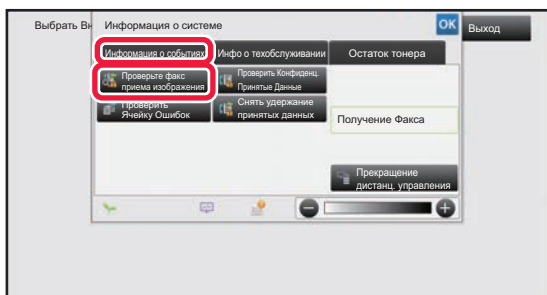 Выбрать Вн
Информация о системе
OK
Выход
Информация о событиях
Инфо о техобслуживании
Остаток тонера
Проверьте факс
приема изображения
Проверить Конфиденц.
Принятые Данные
Проверить
Ячейку Ошибок
Снять удержание
принятых данных
Получение Факса
Прекращение
дистанц. управления